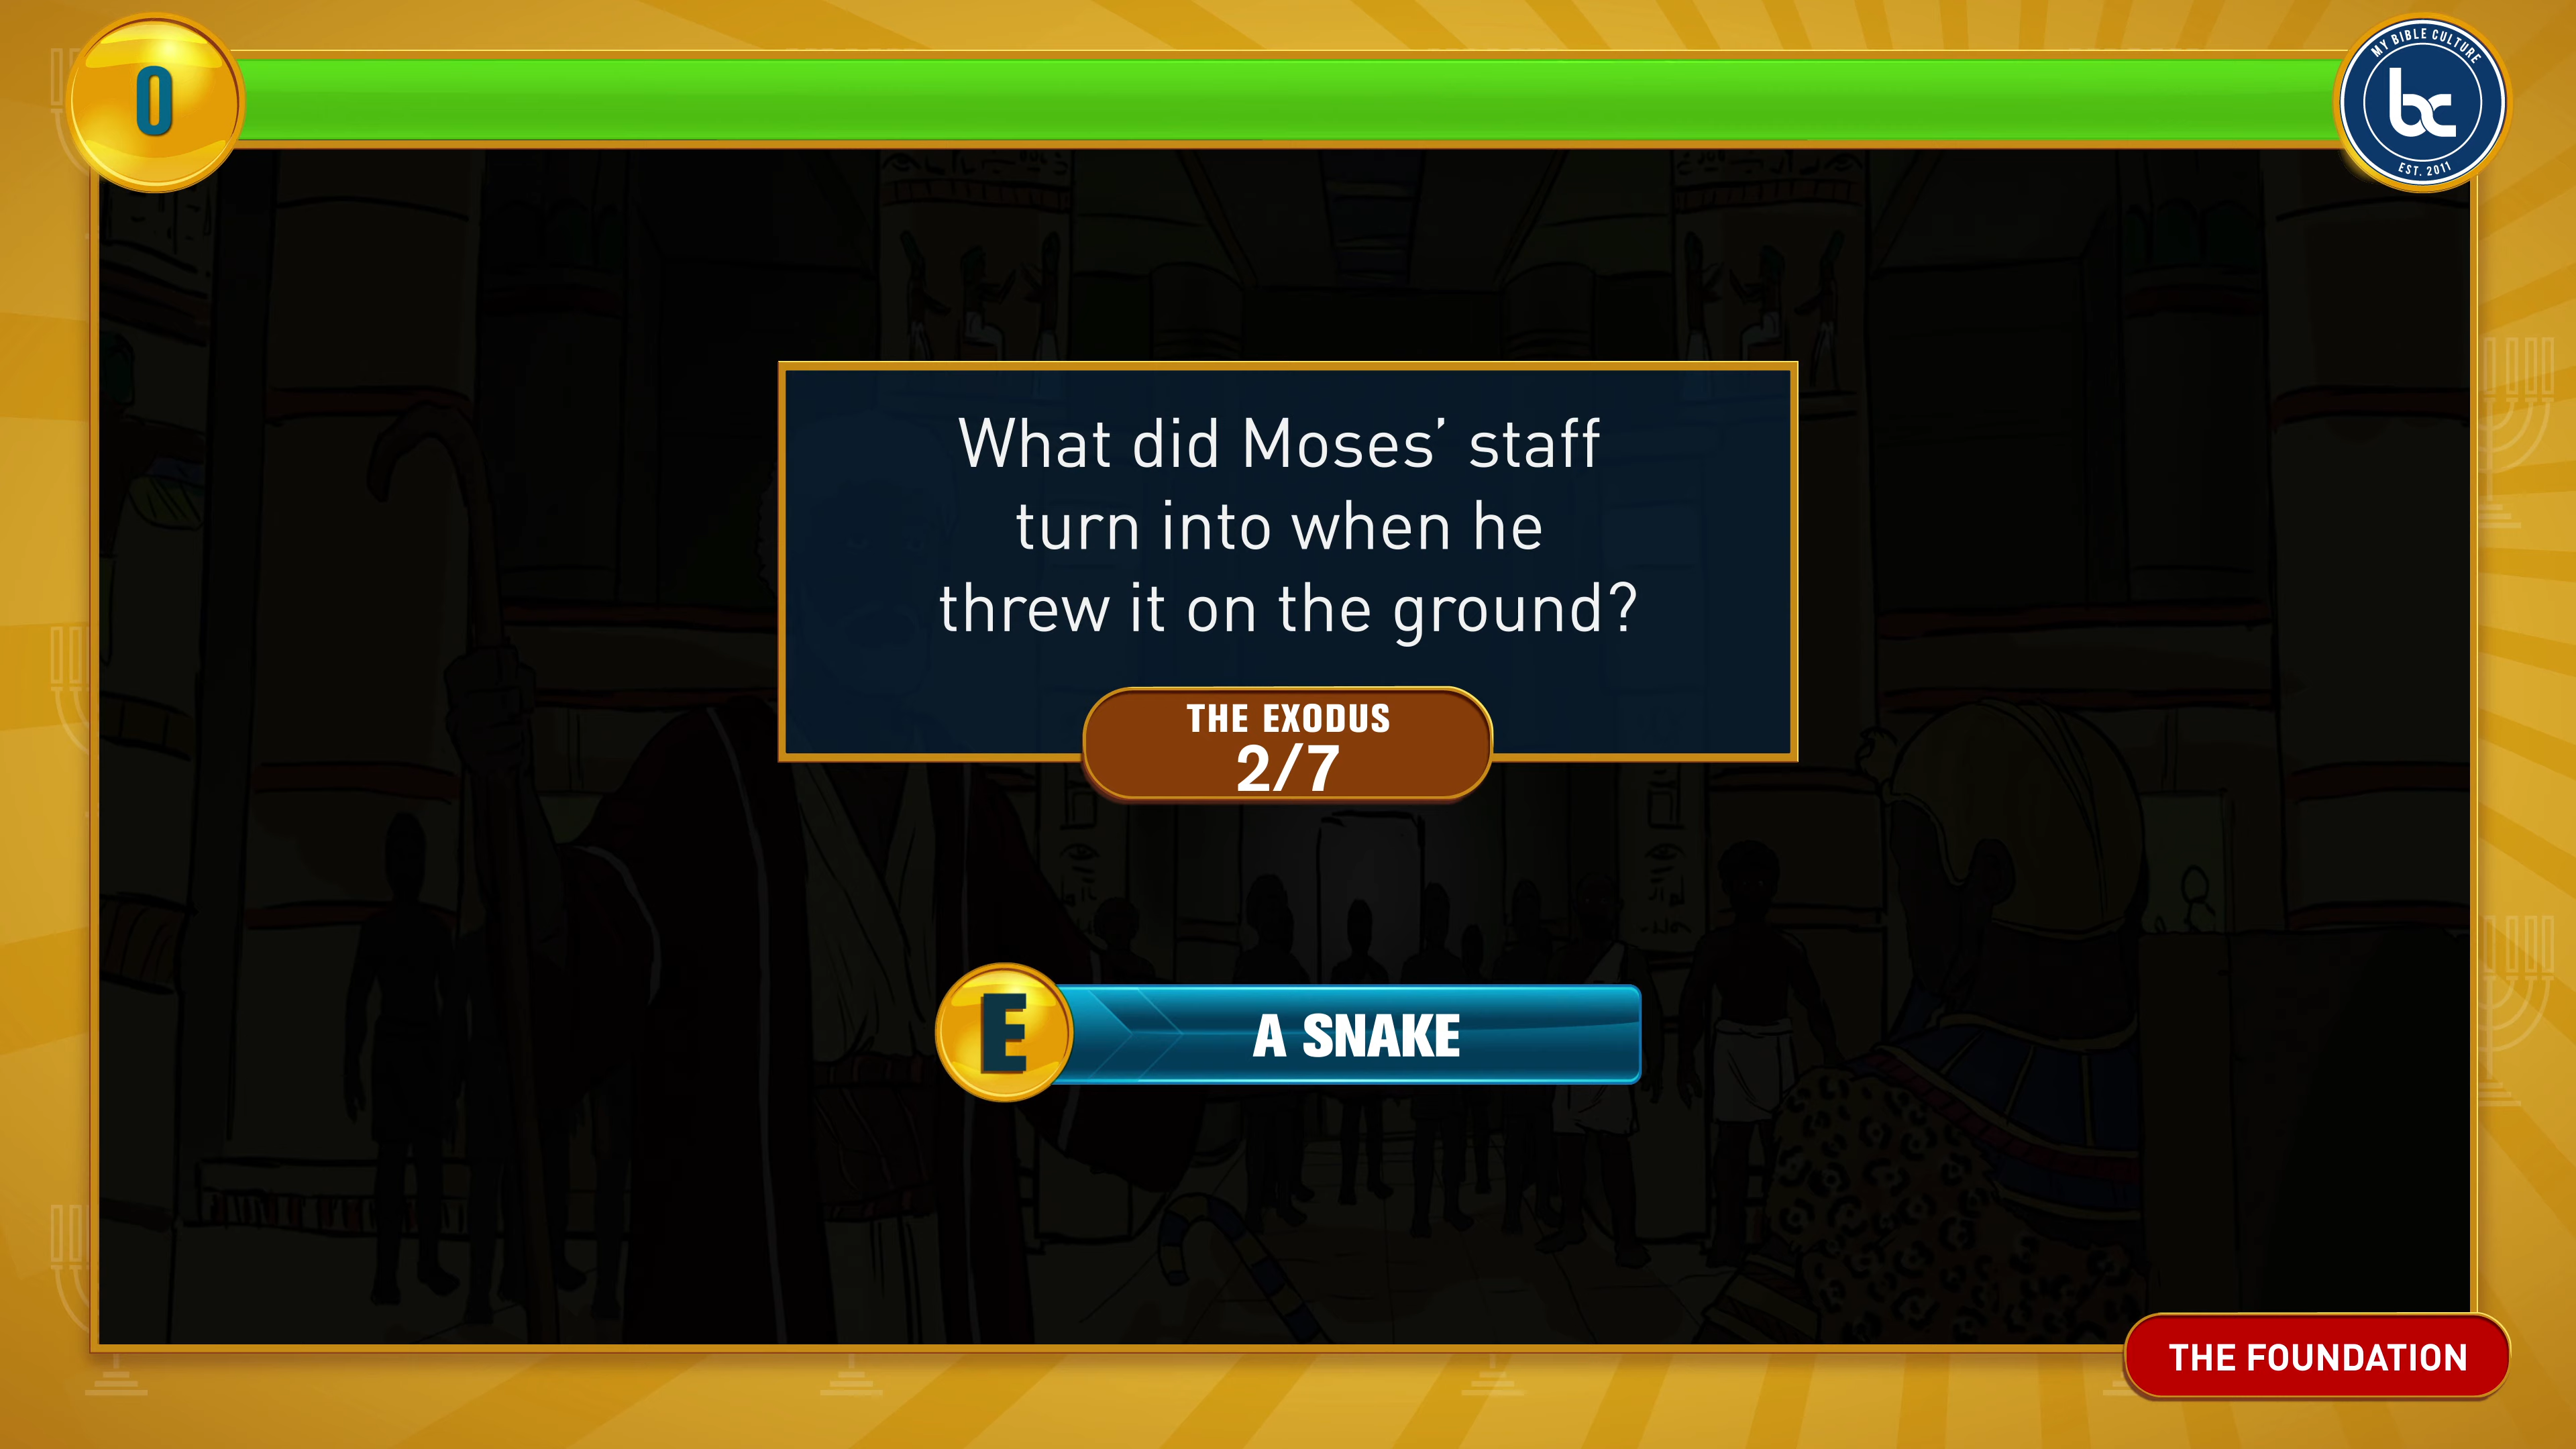 0
MY BIBLE CULTURE
bc
EST. 2011
What did Moses’ staff
turn into when he
threw it on the ground?
THE EXODUS
2/7
E A SNAKE
THE FOUNDATION